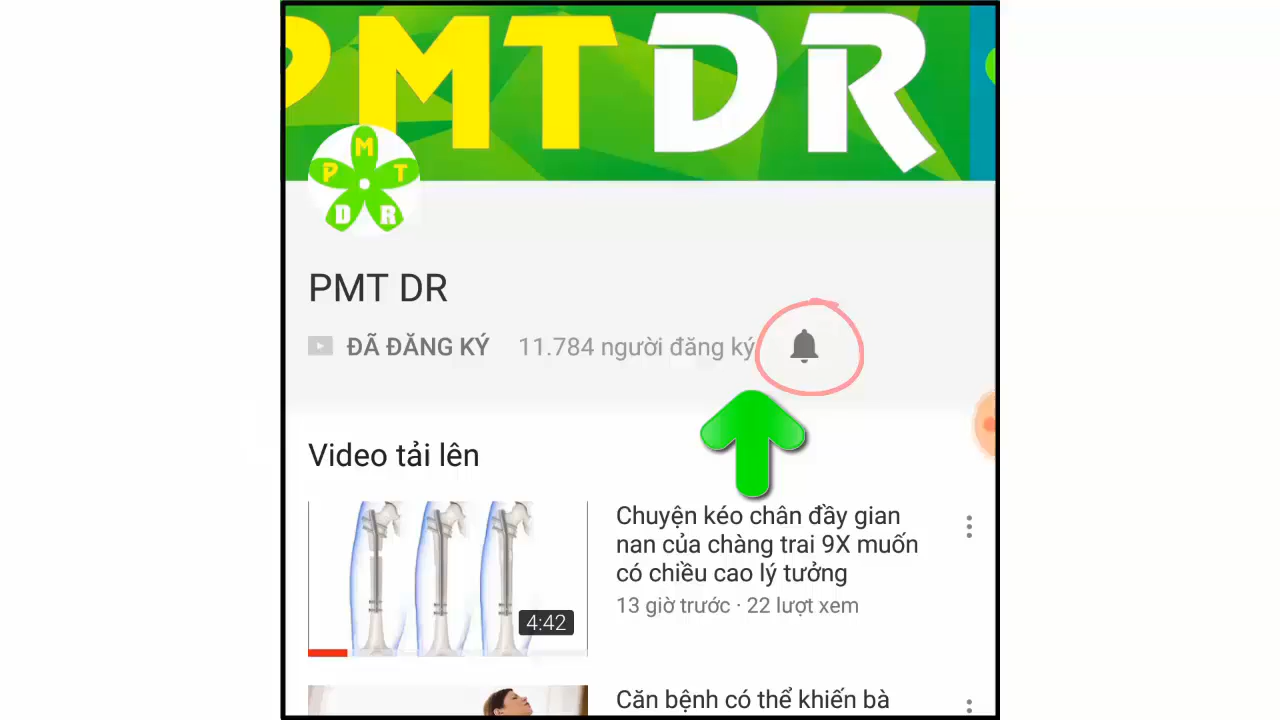 PMT DR
M
P T
D R
PMT DR
ĐÃ ĐĂNG KÝ 11.784 người đăng ký
Video tải lên
4:42
Chuyện kéo chân đầy gian
nan của chàng trai 9X muốn
có chiều cao lý tưởng
13 giờ trước · 22 lượt xem
Căn bệnh có thể khiến bà